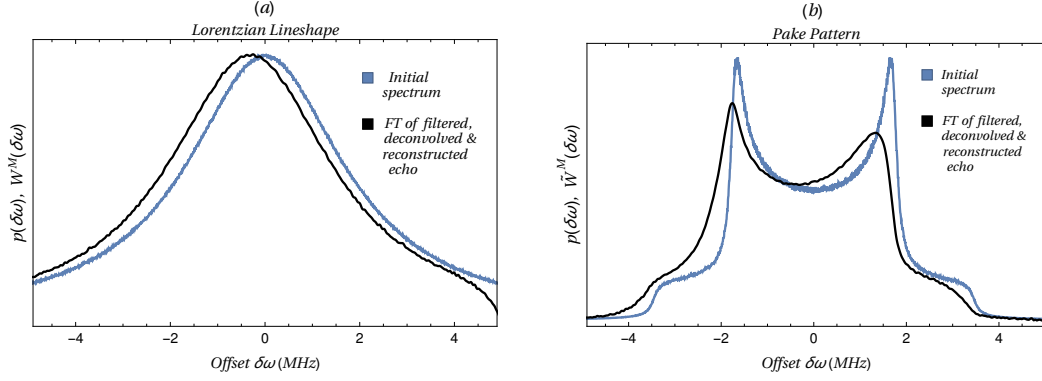 (a)
Lorentzian Lineshape
p(δω), W^M(δω)
Initial
spectrum
FT of filtered,
deconvolved &
reconstructed
echo
-4 -2 0 2 4
Offset δω (MHz)
(b)
Pake Pattern
p(δω), W̃^M(δω)
Initial
spectrum
FT of filtered,
deconvolved &
reconstructed
echo
-4 -2 0 2 4
Offset δω (MHz)